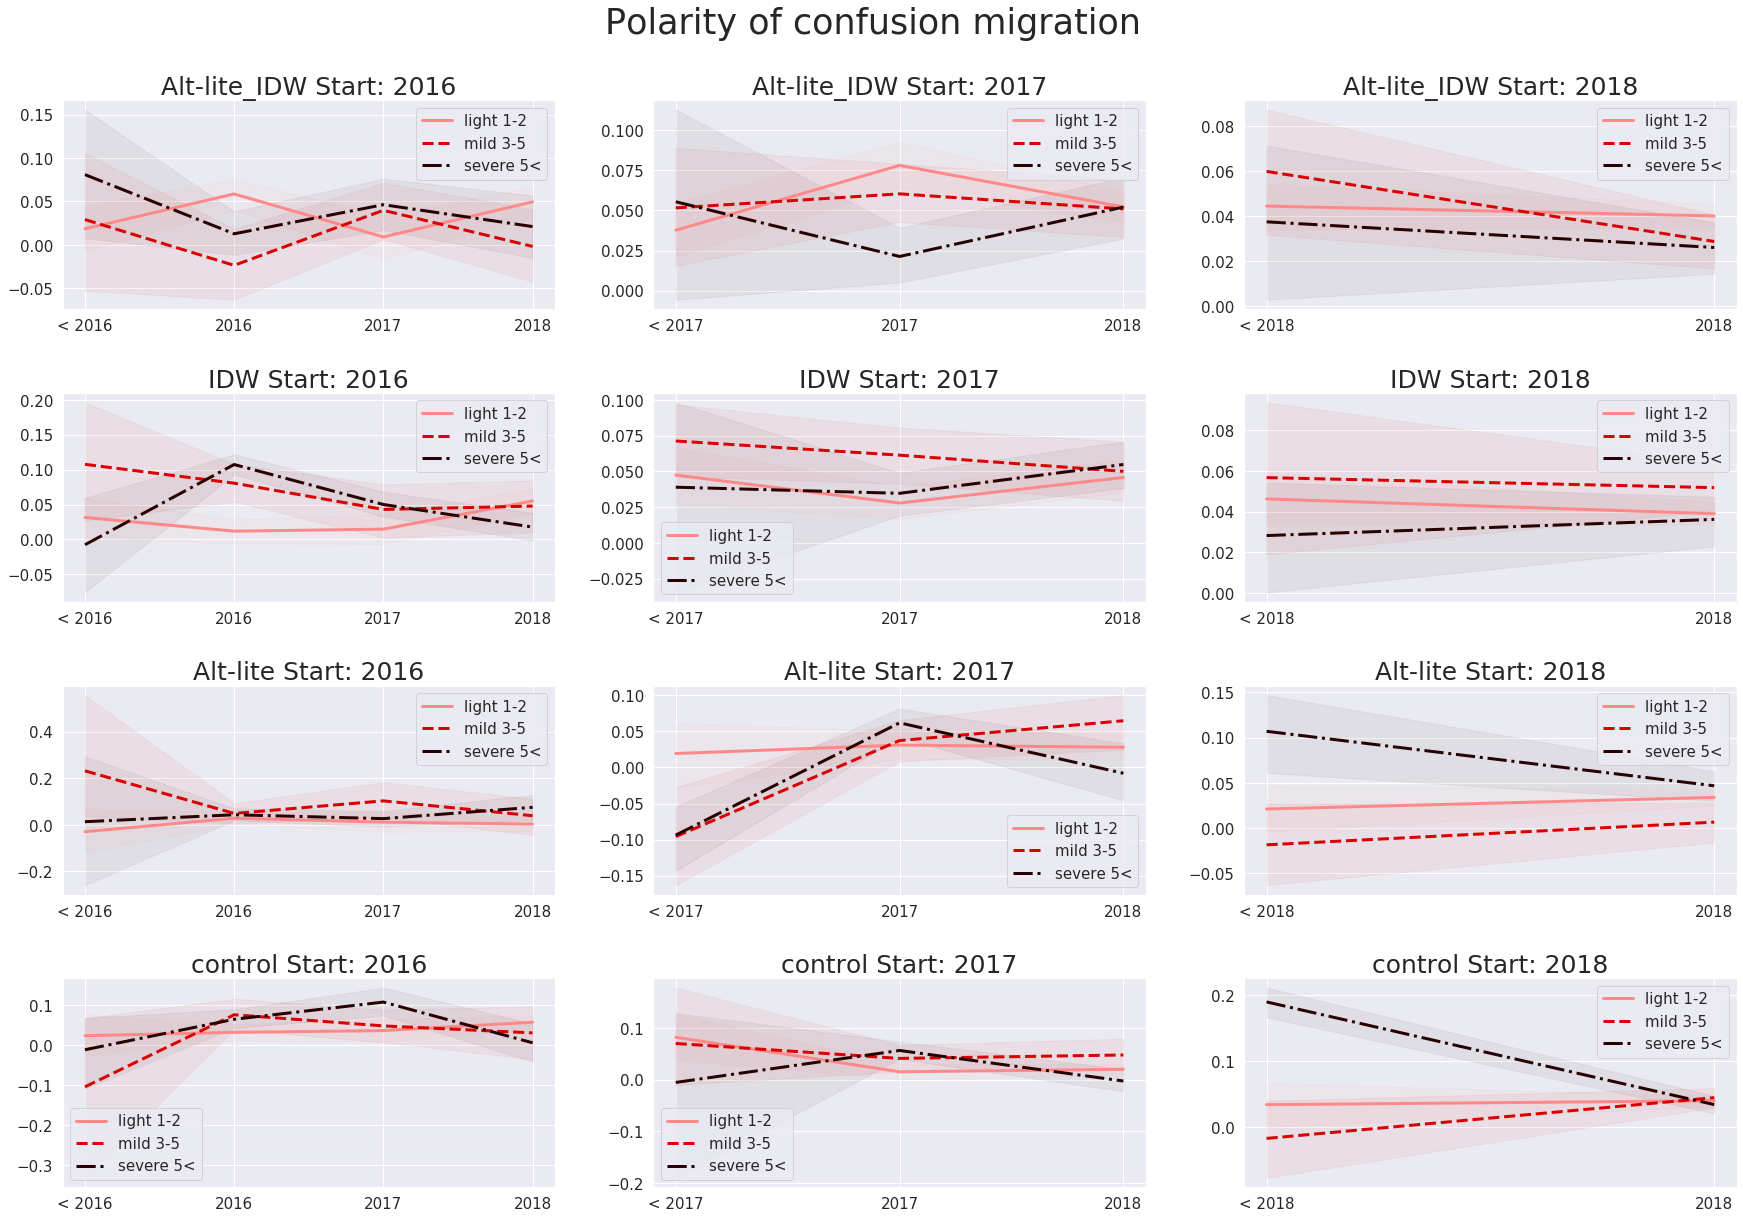 Polarity of confusion migration
Alt-lite_IDW Start: 2016
0.15
0.10
0.05
0.00
−0.05
light 1-2
mild 3-5
severe 5<
< 2016
2016
2017
2018
Alt-lite_IDW Start: 2017
0.100
0.075
0.050
0.025
0.000
light 1-2
mild 3-5
severe 5<
< 2017
2017
2018
Alt-lite_IDW Start: 2018
0.08
0.06
0.04
0.02
0.00
light 1-2
mild 3-5
severe 5<
< 2018
2018
IDW Start: 2016
0.20
0.15
0.10
0.05
0.00
−0.05
light 1-2
mild 3-5
severe 5<
< 2016
2016
2017
2018
IDW Start: 2017
0.100
0.075
0.050
0.025
0.000
−0.025
light 1-2
mild 3-5
severe 5<
< 2017
2017
2018
IDW Start: 2018
0.08
0.06
0.04
0.02
0.00
light 1-2
mild 3-5
severe 5<
< 2018
2018
Alt-lite Start: 2016
0.4
0.2
0.0
−0.2
light 1-2
mild 3-5
severe 5<
< 2016
2016
2017
2018
Alt-lite Start: 2017
0.10
0.05
0.00
−0.05
−0.10
−0.15
light 1-2
mild 3-5
severe 5<
< 2017
2017
2018
Alt-lite Start: 2018
0.15
0.10
0.05
0.00
−0.05
light 1-2
mild 3-5
severe 5<
< 2018
2018
control Start: 2016
0.1
0.0
−0.1
−0.2
−0.3
light 1-2
mild 3-5
severe 5<
< 2016
2016
2017
2018
control Start: 2017
0.1
0.0
−0.1
−0.2
light 1-2
mild 3-5
severe 5<
< 2017
2017
2018
control Start: 2018
0.2
0.1
0.0
light 1-2
mild 3-5
severe 5<
< 2018
2018